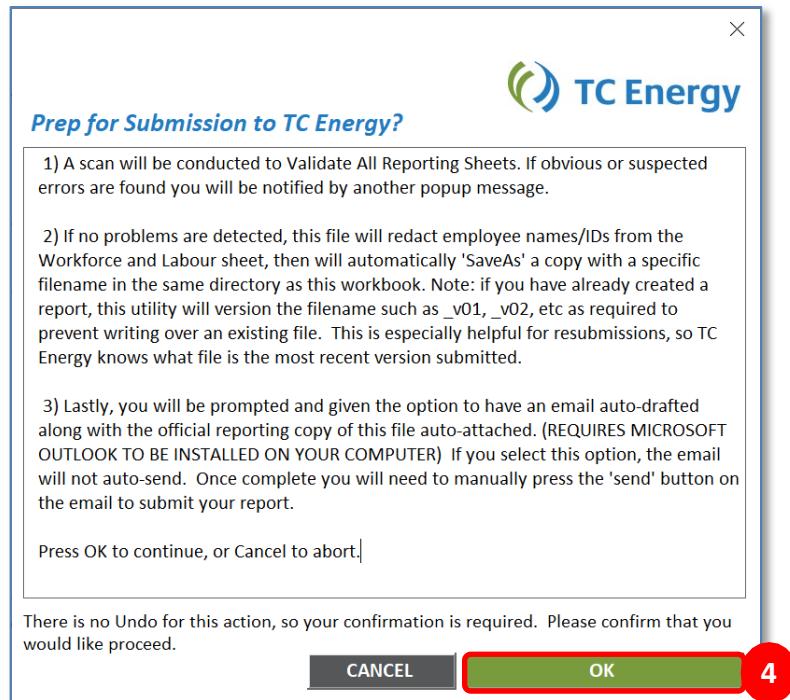 TC Energy
Prep for Submission to TC Energy?
1) A scan will be conducted to Validate All Reporting Sheets. If obvious or suspected
errors are found you will be notified by another popup message.
2) If no problems are detected, this file will redact employee names/IDs from the
Workforce and Labour sheet, then will automatically 'SaveAs' a copy with a specific
filename in the same directory as this workbook. Note: if you have already created a
report, this utility will version the filename such as _v01, _v02, etc as required to
prevent writing over an existing file.  This is especially helpful for resubmissions, so TC
Energy knows what file is the most recent version submitted.
3) Lastly, you will be prompted and given the option to have an email auto-drafted
along with the official reporting copy of this file auto-attached. (REQUIRES MICROSOFT
OUTLOOK TO BE INSTALLED ON YOUR COMPUTER)  If you select this option, the email
will not auto-send.  Once complete you will need to manually press the 'send' button on
the email to submit your report.
Press OK to continue, or Cancel to abort.
There is no Undo for this action, so your confirmation is required.  Please confirm that you
would like proceed.
CANCEL
OK
4